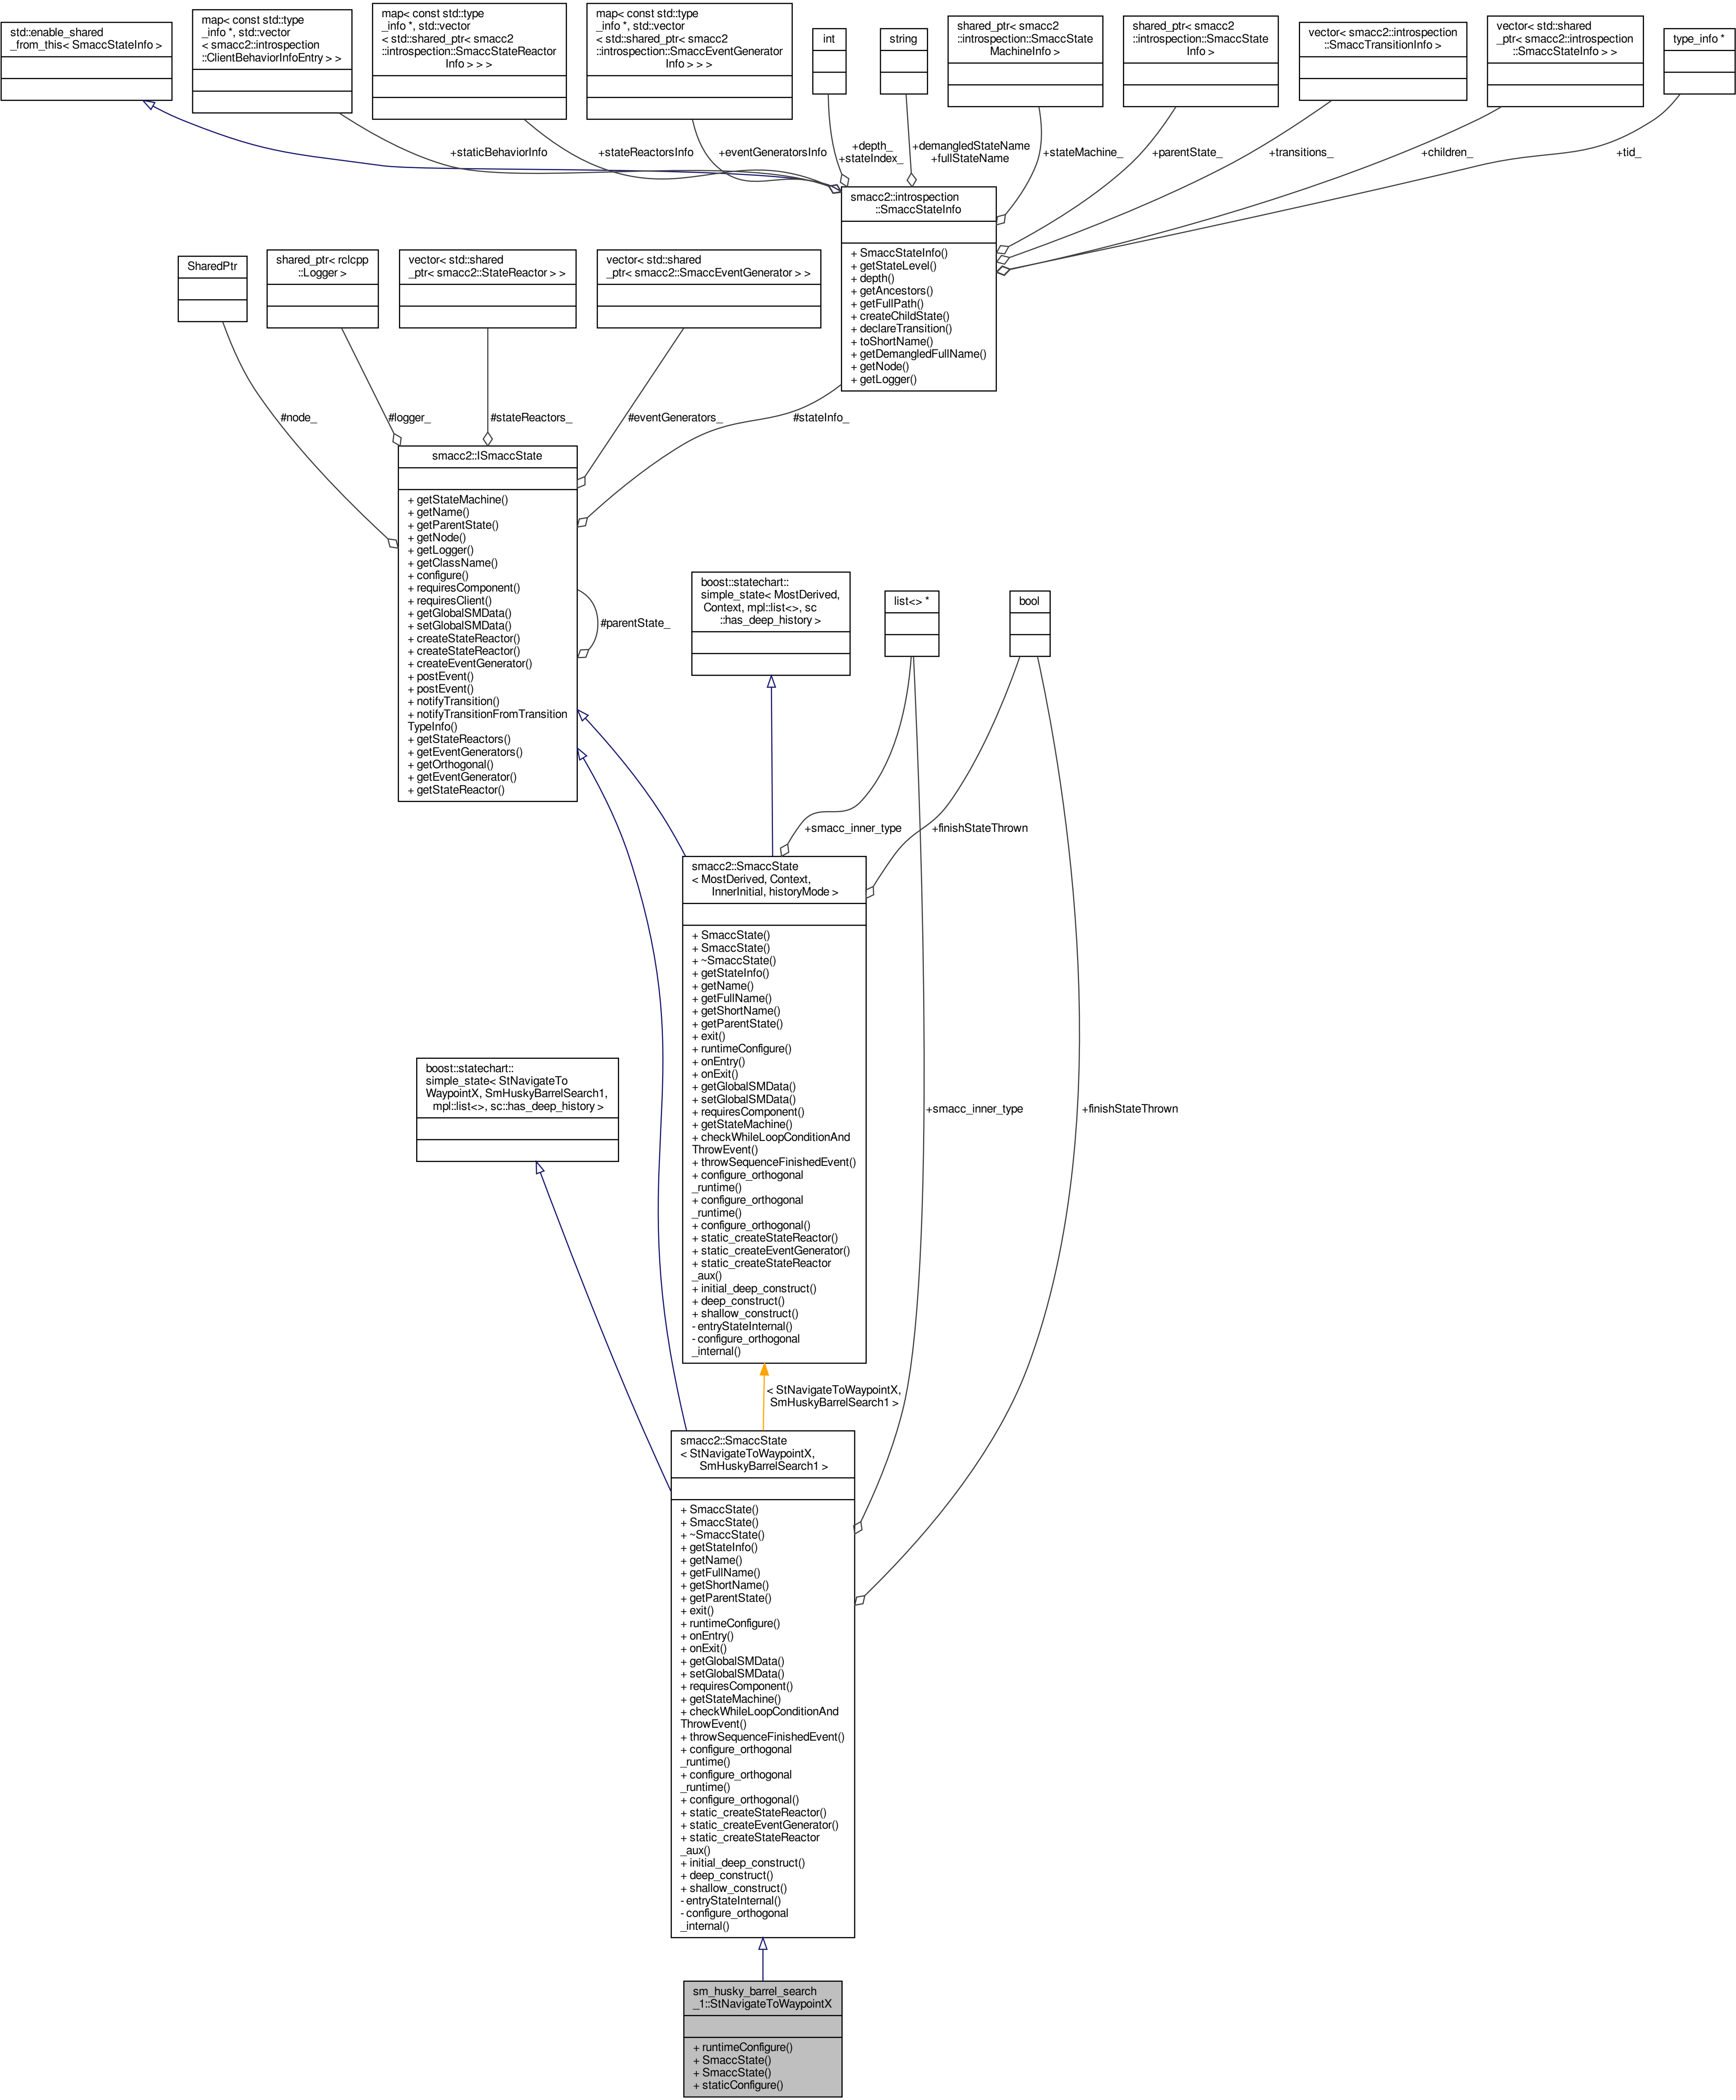 std::enable_shared
_from_this< SmaccStateInfo >
map< const std::type
_info *, std::vector
< smacc2::introspection
::ClientBehaviorInfoEntry > >
map< const std::type
_info *, std::vector
< std::shared_ptr< smacc2
::introspection::SmaccStateReactor
Info > > >
map< const std::type
_info *, std::vector
< std::shared_ptr< smacc2
::introspection::SmaccEventGenerator
Info > > >
int
string
shared_ptr< smacc2
::introspection::SmaccState
MachineInfo >
shared_ptr< smacc2
::introspection::SmaccState
Info >
vector< smacc2::introspection
::SmaccTransitionInfo >
vector< std::shared
_ptr< smacc2::introspection
::SmaccStateInfo > >
type_info *
+staticBehaviorInfo
+stateReactorsInfo
+eventGeneratorsInfo
+depth_
+stateIndex_
+demangledStateName
+fullStateName
+stateMachine_
+parentState_
+transitions_
+children_
+tid_
smacc2::introspection
::SmaccStateInfo
+ SmaccStateInfo()
+ getStateLevel()
+ depth()
+ getAncestors()
+ getFullPath()
+ createChildState()
+ declareTransition()
+ toShortName()
+ getDemangledFullName()
+ getNode()
+ getLogger()
SharedPtr
shared_ptr< rclcpp
::Logger >
vector< std::shared
_ptr< smacc2::StateReactor > >
vector< std::shared
_ptr< smacc2::SmaccEventGenerator > >
#node_
#logger_
#stateReactors_
#eventGenerators_
#stateInfo_
smacc2::ISmaccState
+ getStateMachine()
+ getName()
+ getParentState()
+ getNode()
+ getLogger()
+ getClassName()
+ configure()
+ requiresComponent()
+ requiresClient()
+ getGlobalSMData()
+ setGlobalSMData()
+ createStateReactor()
+ createStateReactor()
+ createEventGenerator()
+ postEvent()
+ postEvent()
+ notifyTransition()
+ notifyTransitionFromTransition
TypeInfo()
+ getStateReactors()
+ getEventGenerators()
+ getOrthogonal()
+ getEventGenerator()
+ getStateReactor()
#parentState_
boost::statechart::
simple_state< MostDerived,
Context, mpl::list<>, sc
::has_deep_history >
list<> *
bool
+smacc_inner_type
+finishStateThrown
smacc2::SmaccState
< MostDerived, Context,
InnerInitial, historyMode >
+ SmaccState()
+ SmaccState()
+ ~SmaccState()
+ getStateInfo()
+ getName()
+ getFullName()
+ getShortName()
+ getParentState()
+ exit()
+ runtimeConfigure()
+ onEntry()
+ onExit()
+ getGlobalSMData()
+ setGlobalSMData()
+ requiresComponent()
+ getStateMachine()
+ checkWhileLoopConditionAnd
ThrowEvent()
+ throwSequenceFinishedEvent()
+ configure_orthogonal
_runtime()
+ configure_orthogonal
_runtime()
+ configure_orthogonal()
+ static_createStateReactor()
+ static_createEventGenerator()
+ static_createStateReactor
_aux()
+ initial_deep_construct()
+ deep_construct()
+ shallow_construct()
- entryStateInternal()
- configure_orthogonal
_internal()
boost::statechart::
simple_state< StNavigateTo
WaypointX, SmHuskyBarrelSearch1,
mpl::list<>, sc::has_deep_history >
+smacc_inner_type
+finishStateThrown
< StNavigateToWaypointX,
SmHuskyBarrelSearch1 >
smacc2::SmaccState
< StNavigateToWaypointX,
SmHuskyBarrelSearch1 >
+ SmaccState()
+ SmaccState()
+ ~SmaccState()
+ getStateInfo()
+ getName()
+ getFullName()
+ getShortName()
+ getParentState()
+ exit()
+ runtimeConfigure()
+ onEntry()
+ onExit()
+ getGlobalSMData()
+ setGlobalSMData()
+ requiresComponent()
+ getStateMachine()
+ checkWhileLoopConditionAnd
ThrowEvent()
+ throwSequenceFinishedEvent()
+ configure_orthogonal
_runtime()
+ configure_orthogonal
_runtime()
+ configure_orthogonal()
+ static_createStateReactor()
+ static_createEventGenerator()
+ static_createStateReactor
_aux()
+ initial_deep_construct()
+ deep_construct()
+ shallow_construct()
- entryStateInternal()
- configure_orthogonal
_internal()
sm_husky_barrel_search
_1::StNavigateToWaypointX
+ runtimeConfigure()
+ SmaccState()
+ SmaccState()
+ staticConfigure()